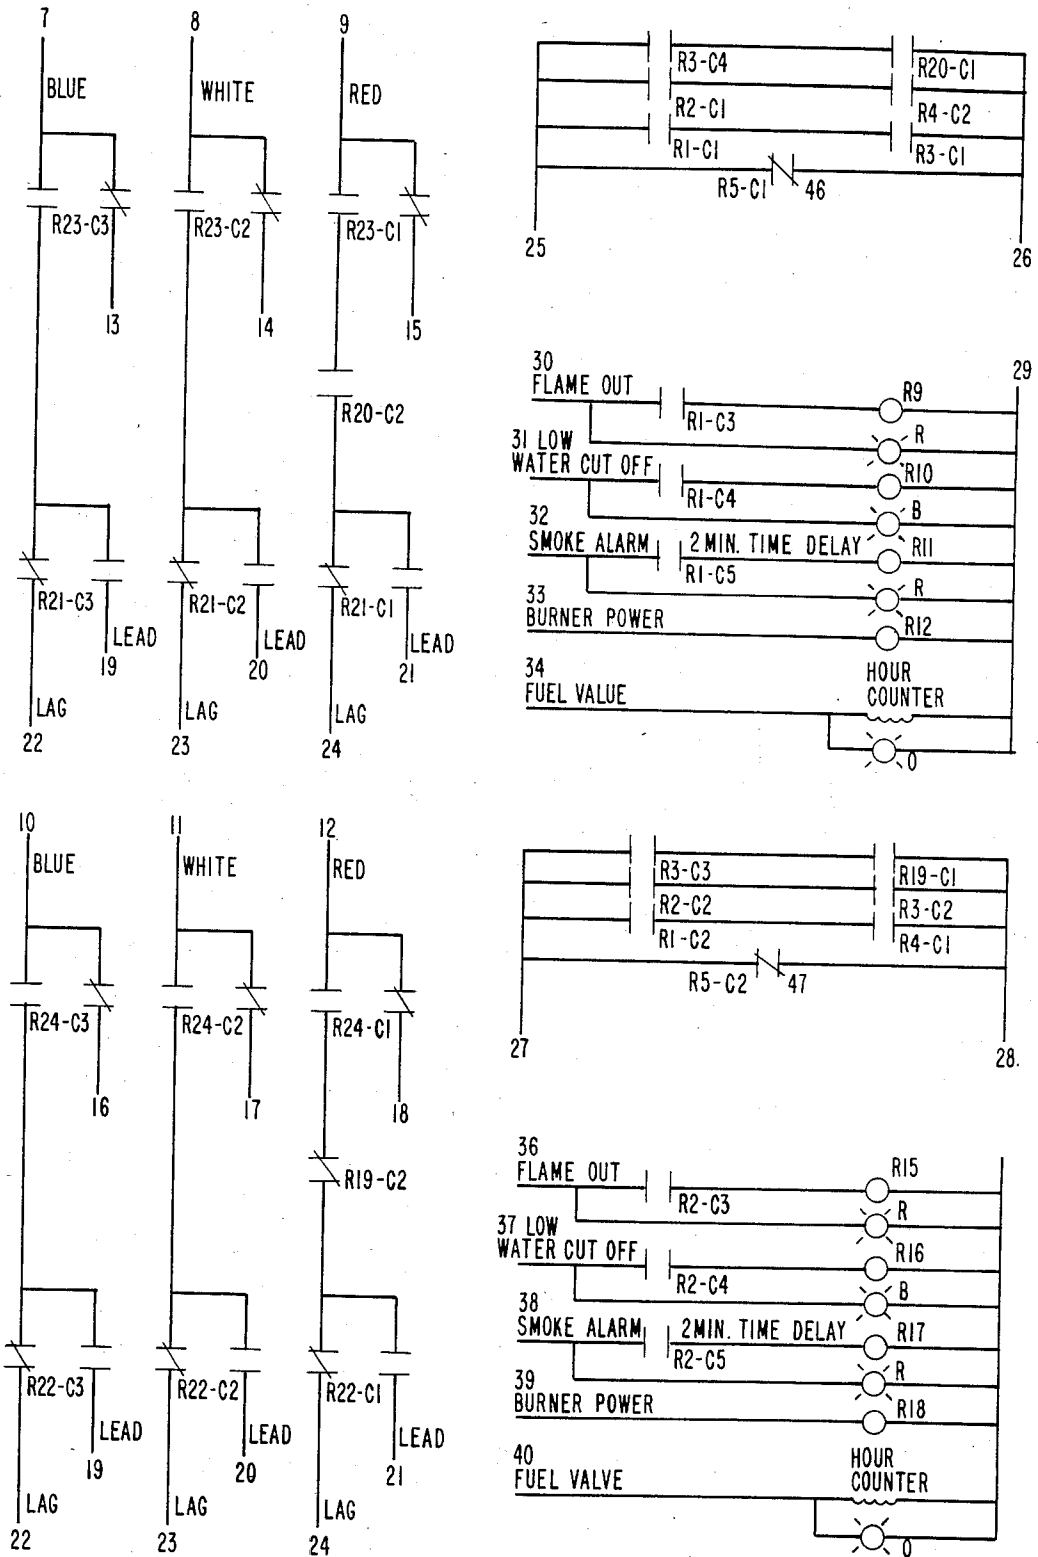 7 8 9
BLUE WHITE RED
R23-C3 R23-C2 R23-C1
13 14 15
R20-C2
R21-C3 R21-C2 R21-C1
LEAD LEAD LEAD
19 20 21
LAG LAG LAG
22 23 24
R3-C4 R20-C1
R2-C1 R4-C2
R1-C1 R3-C1
R5-C1 46
25 26
30 29
FLAME OUT R9
R1-C3
R
31 LOW
WATER CUT OFF R10
R1-C4
B
32
SMOKE ALARM 2 MIN. TIME DELAY R11
R1-C5
R
33
BURNER POWER R12
34 HOUR
FUEL VALUE COUNTER
O
10 11 12
BLUE WHITE RED
R24-C3 R24-C2 R24-C1
16 17 18
R19-C2
R22-C3 R22-C2 R22-C1
LEAD LEAD LEAD
19 20 21
LAG LAG LAG
22 23 24
R3-C3 R19-C1
R2-C2 R3-C2
R1-C2 R4-C1
R5-C2 47
27 28.
36
FLAME OUT R15
R2-C3
R
37 LOW
WATER CUT OFF R16
R2-C4
B
38
SMOKE ALARM 2MIN. TIME DELAY R17
R2-C5
R
39
BURNER POWER R18
40 HOUR
FUEL VALVE COUNTER
O